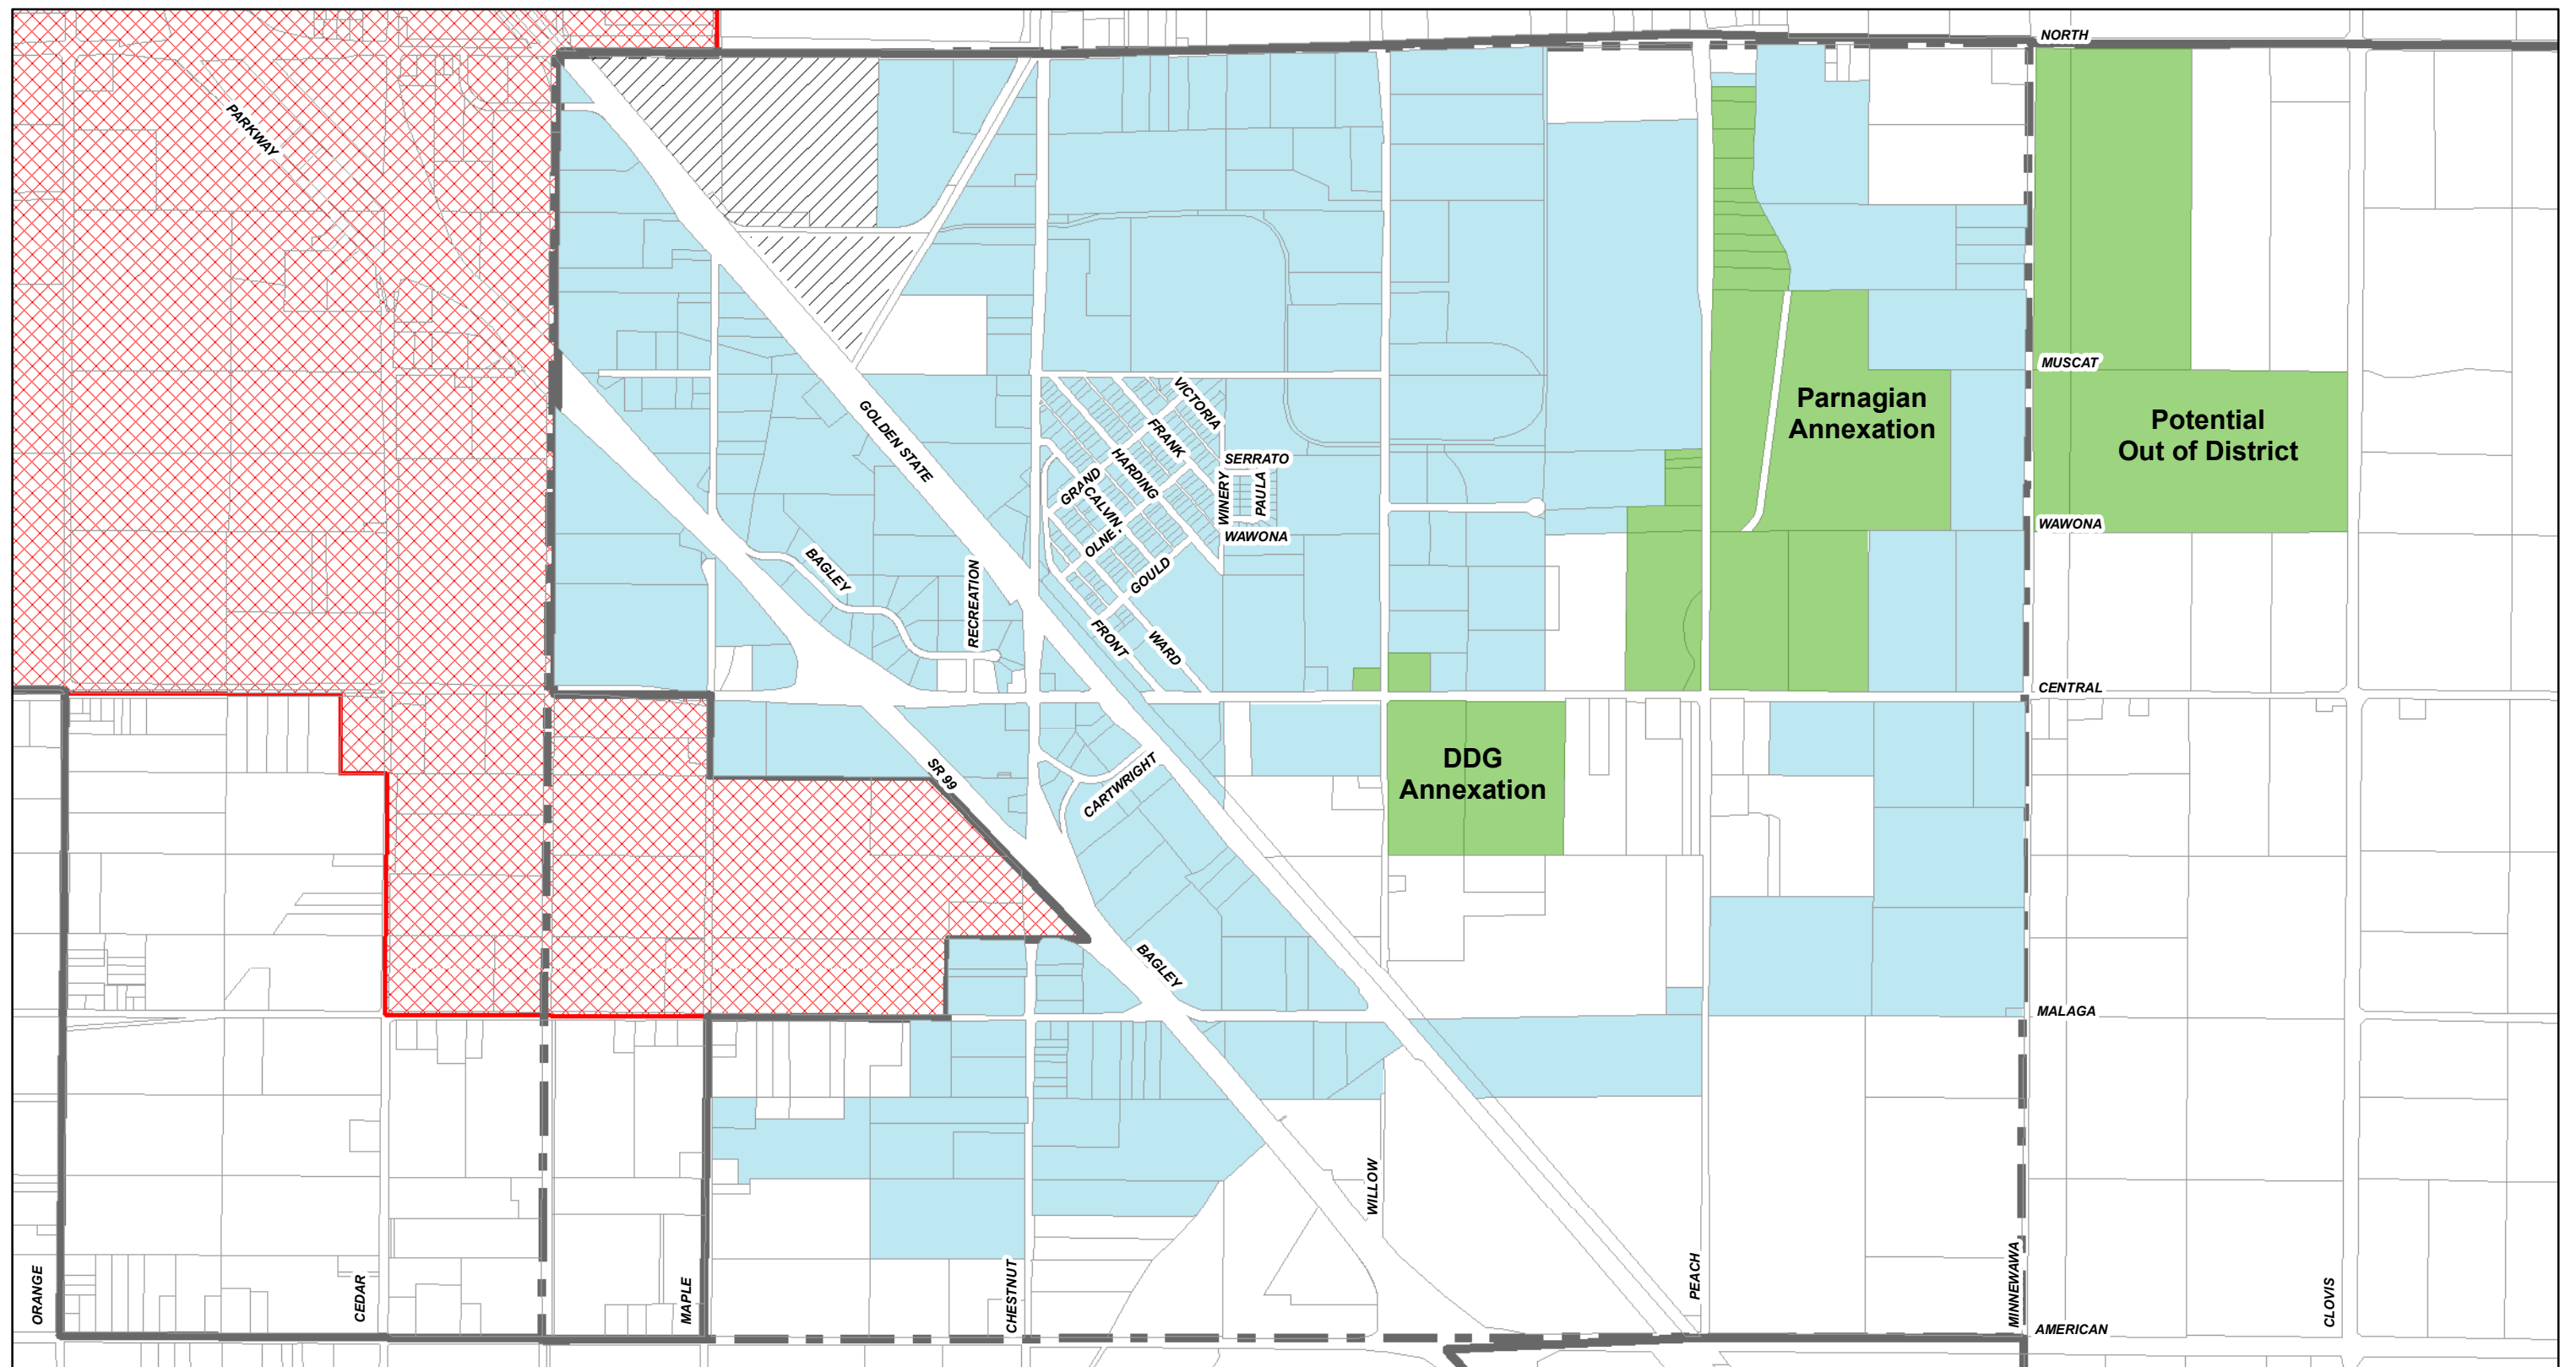 NORTH
PARKWAY
MUSCAT
VICTORIA
Parnagian
Annexation
Potential
Out of District
GOLDEN STATE
FRANK
HARDING
SERRATO
GRAND
CALVIN
WINERY
PAULA
OLNEY
WAWONA
WAWONA
BAGLEY
GOULD
RECREATION
FRONT
WARD
CENTRAL
SR 99
CARTWRIGHT
DDG
Annexation
BAGLEY
MALAGA
WILLOW
ORANGE
CEDAR
MAPLE
CHESTNUT
PEACH
MINNEWAWA
CLOVIS
AMERICAN